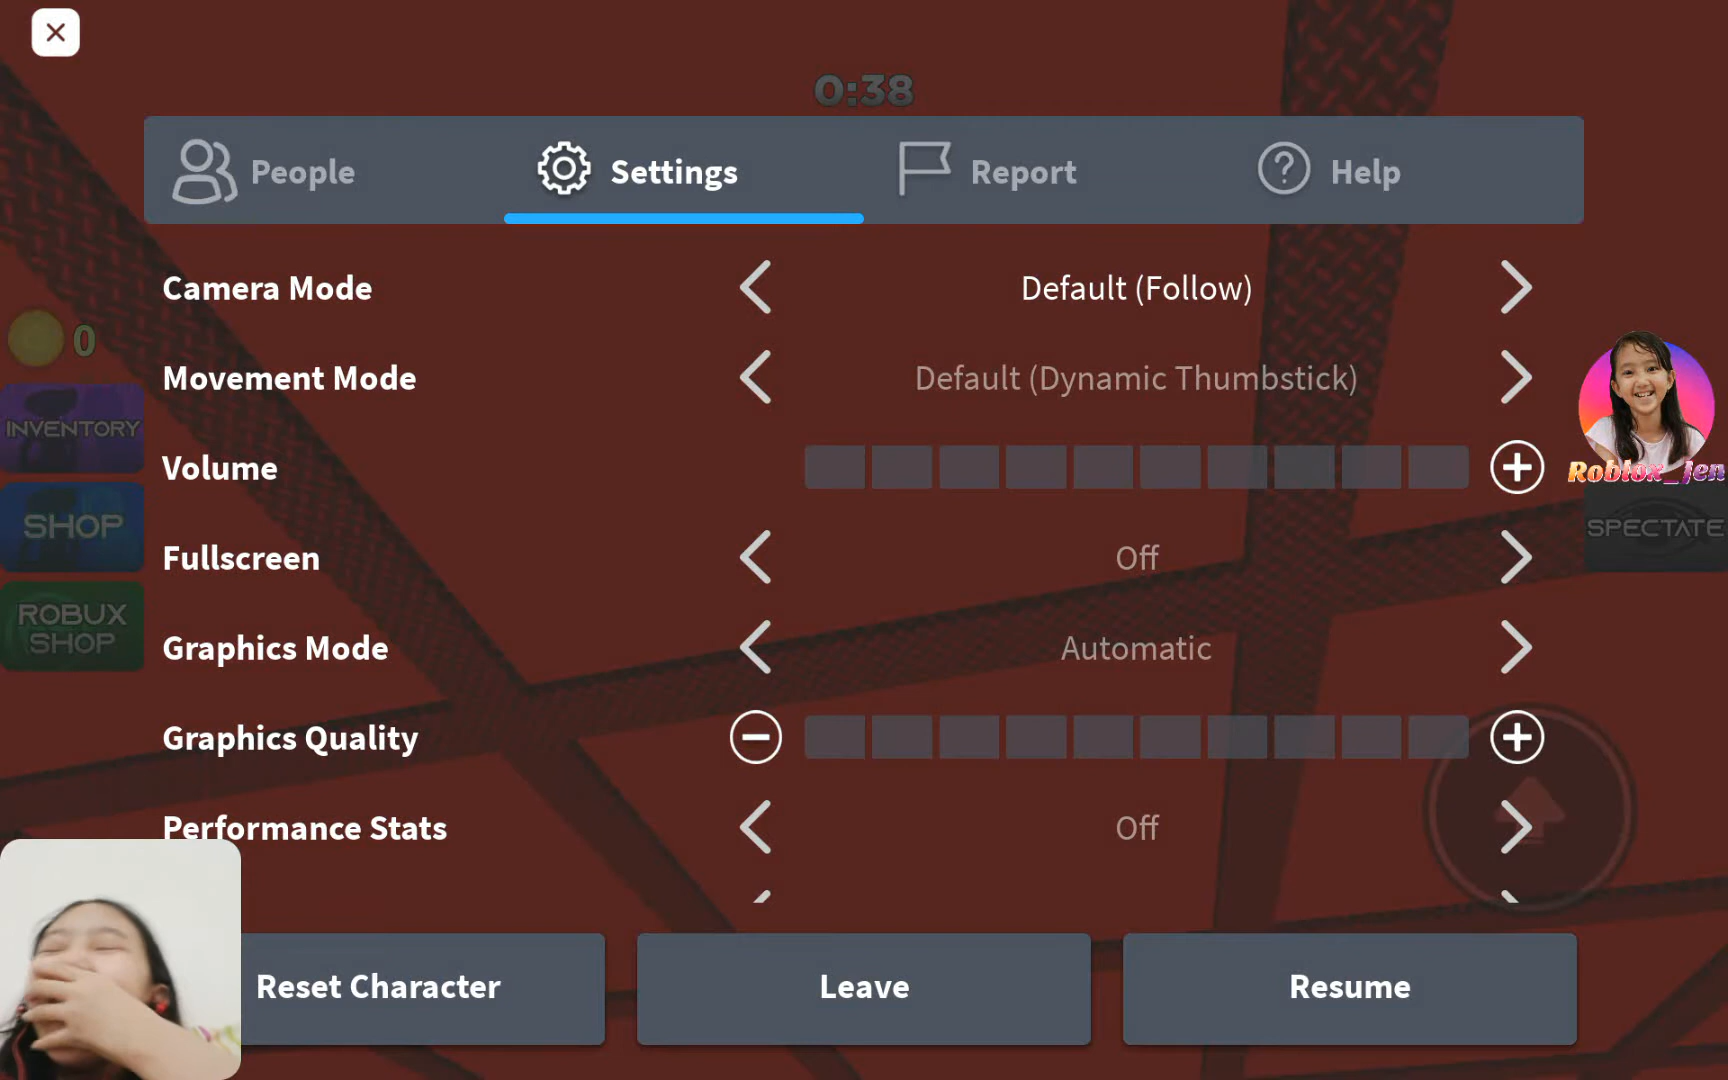 0:38
People
Settings
Report
Help
Camera Mode
Default (Follow)
0
Movement Mode
Default (Dynamic Thumbstick)
INVENTORY
Volume
Roblox_Jen
SHOP
SPECTATE
Fullscreen
Off
ROBUX
SHOP
Graphics Mode
Automatic
Graphics Quality
Performance Stats
Off
Reset Character
Leave
Resume